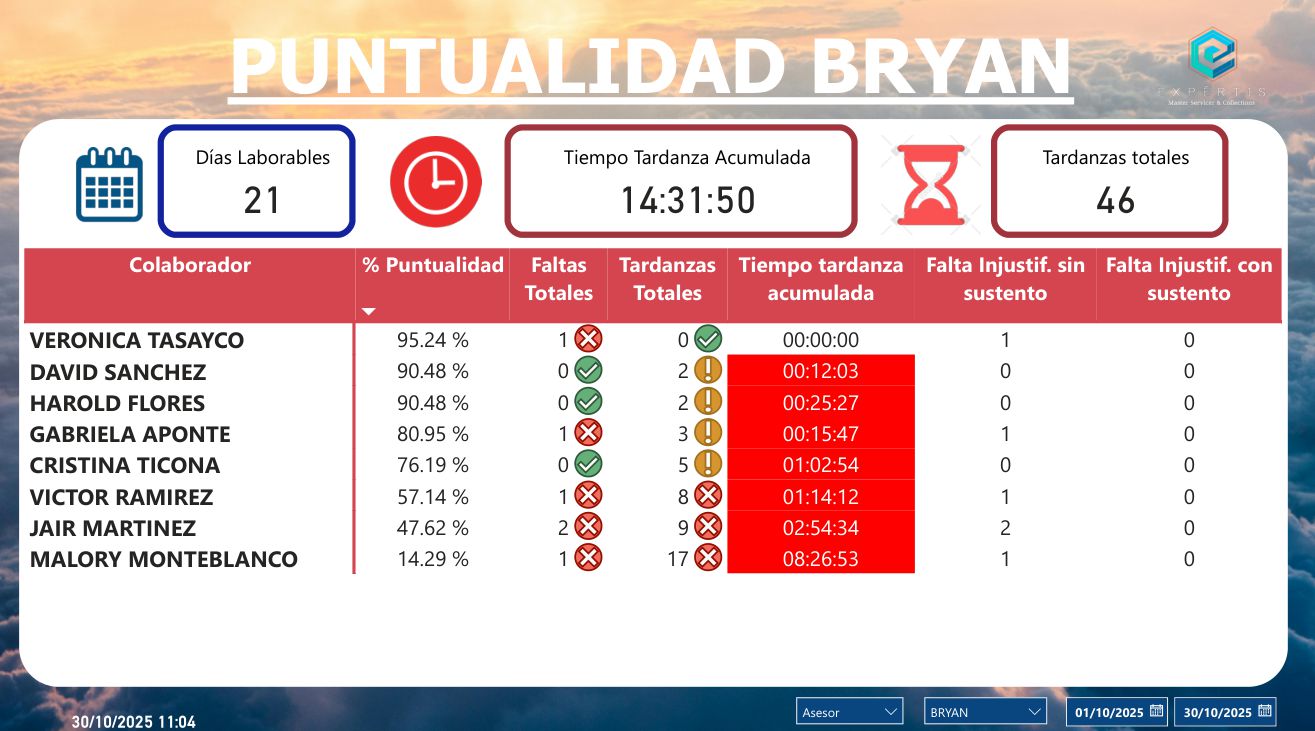 PUNTUALIDAD BRYAN
EXPERTIS
Master Servicer & Collections
Días Laborables
21
Tiempo Tardanza Acumulada
14:31:50
Tardanzas totales
46
Colaborador % Puntualidad Faltas Totales Tardanzas Totales Tiempo tardanza acumulada Falta Injustif. sin sustento Falta Injustif. con sustento
VERONICA TASAYCO 95.24 % 1 0 00:00:00 1 0
DAVID SANCHEZ 90.48 % 0 2 00:12:03 0 0
HAROLD FLORES 90.48 % 0 2 00:25:27 0 0
GABRIELA APONTE 80.95 % 1 3 00:15:47 1 0
CRISTINA TICONA 76.19 % 0 5 01:02:54 0 0
VICTOR RAMIREZ 57.14 % 1 8 01:14:12 1 0
JAIR MARTINEZ 47.62 % 2 9 02:54:34 2 0
MALORY MONTEBLANCO 14.29 % 1 17 08:26:53 1 0
30/10/2025 11:04
Asesor BRYAN 01/10/2025 30/10/2025